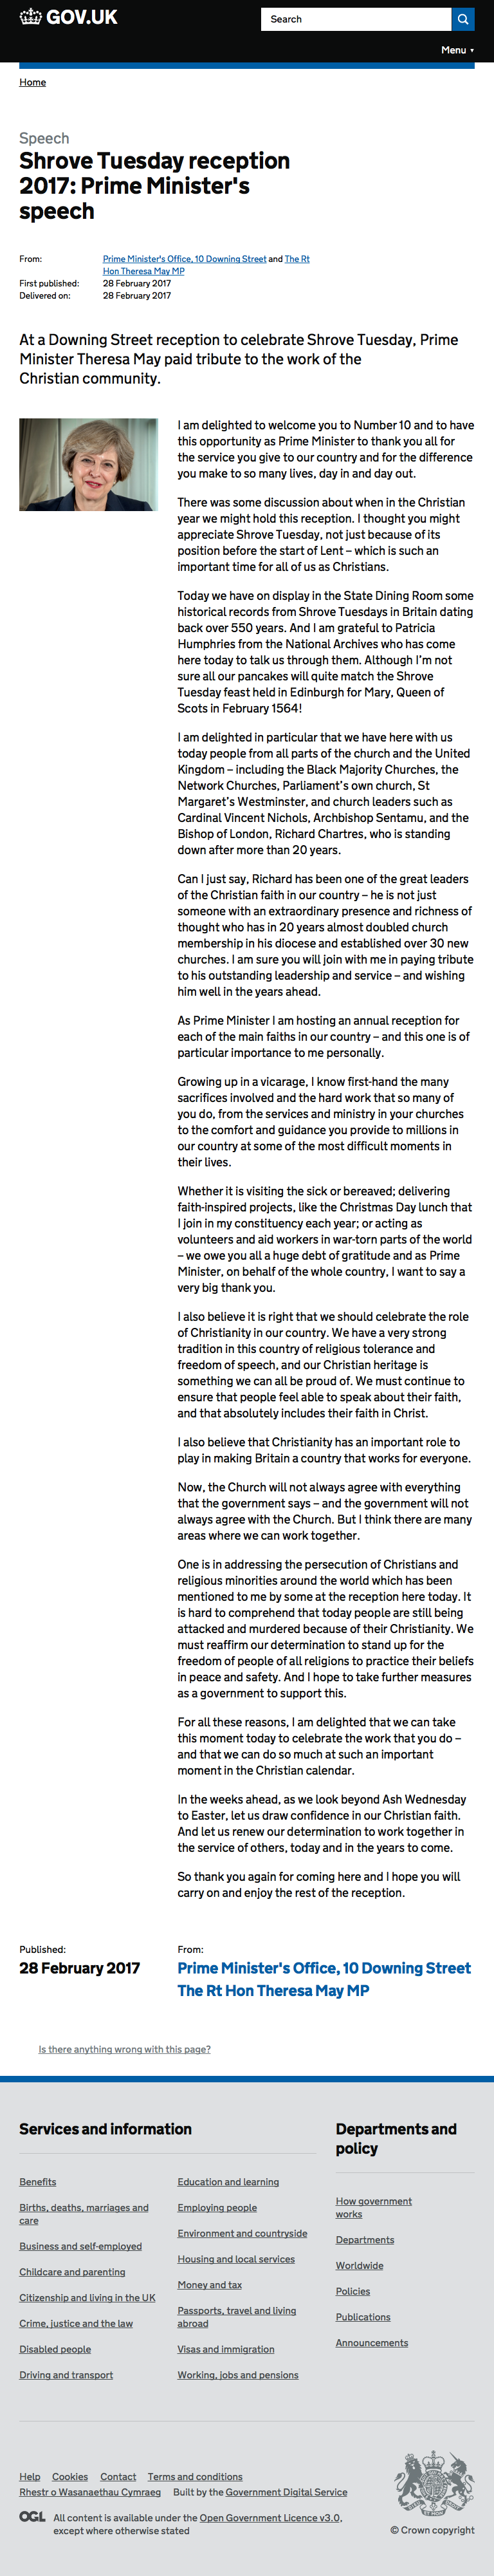 GOV.UK
Search
Menu ▼
Home
Speech
Shrove Tuesday reception
2017: Prime Minister's
speech
From: Prime Minister's Office, 10 Downing Street and The Rt
Hon Theresa May MP
First published: 28 February 2017
Delivered on: 28 February 2017
At a Downing Street reception to celebrate Shrove Tuesday, Prime
Minister Theresa May paid tribute to the work of the
Christian community.
I am delighted to welcome you to Number 10 and to have
this opportunity as Prime Minister to thank you all for
the service you give to our country and for the difference
you make to so many lives, day in and day out.
There was some discussion about when in the Christian
year we might hold this reception. I thought you might
appreciate Shrove Tuesday, not just because of its
position before the start of Lent – which is such an
important time for all of us as Christians.
Today we have on display in the State Dining Room some
historical records from Shrove Tuesdays in Britain dating
back over 550 years. And I am grateful to Patricia
Humphries from the National Archives who has come
here today to talk us through them. Although I'm not
sure all our pancakes will quite match the Shrove
Tuesday feast held in Edinburgh for Mary, Queen of
Scots in February 1564!
I am delighted in particular that we have here with us
today people from all parts of the church and the United
Kingdom – including the Black Majority Churches, the
Network Churches, Parliament's own church, St
Margaret's Westminster, and church leaders such as
Cardinal Vincent Nichols, Archbishop Sentamu, and the
Bishop of London, Richard Chartres, who is standing
down after more than 20 years.
Can I just say, Richard has been one of the great leaders
of the Christian faith in our country – he is not just
someone with an extraordinary presence and richness of
thought who has in 20 years almost doubled church
membership in his diocese and established over 30 new
churches. I am sure you will join with me in paying tribute
to his outstanding leadership and service – and wishing
him well in the years ahead.
As Prime Minister I am hosting an annual reception for
each of the main faiths in our country – and this one is of
particular importance to me personally.
Growing up in a vicarage, I know first-hand the many
sacrifices involved and the hard work that so many of
you do, from the services and ministry in your churches
to the comfort and guidance you provide to millions in
our country at some of the most difficult moments in
their lives.
Whether it is visiting the sick or bereaved; delivering
faith-inspired projects, like the Christmas Day lunch that
I join in my constituency each year; or acting as
volunteers and aid workers in war-torn parts of the world
– we owe you all a huge debt of gratitude and as Prime
Minister, on behalf of the whole country, I want to say a
very big thank you.
I also believe it is right that we should celebrate the role
of Christianity in our country. We have a very strong
tradition in this country of religious tolerance and
freedom of speech, and our Christian heritage is
something we can all be proud of. We must continue to
ensure that people feel able to speak about their faith,
and that absolutely includes their faith in Christ.
I also believe that Christianity has an important role to
play in making Britain a country that works for everyone.
Now, the Church will not always agree with everything
that the government says – and the government will not
always agree with the Church. But I think there are many
areas where we can work together.
One is in addressing the persecution of Christians and
religious minorities around the world which has been
mentioned to me by some at the reception here today. It
is hard to comprehend that today people are still being
attacked and murdered because of their Christianity. We
must reaffirm our determination to stand up for the
freedom of people of all religions to practice their beliefs
in peace and safety. And I hope to take further measures
as a government to support this.
For all these reasons, I am delighted that we can take
this moment today to celebrate the work that you do –
and that we can do so much at such an important
moment in the Christian calendar.
In the weeks ahead, as we look beyond Ash Wednesday
to Easter, let us draw confidence in our Christian faith.
And let us renew our determination to work together in
the service of others, today and in the years to come.
So thank you again for coming here and I hope you will
carry on and enjoy the rest of the reception.
Published:
28 February 2017
From:
Prime Minister's Office, 10 Downing Street
The Rt Hon Theresa May MP
Is there anything wrong with this page?
Services and information
Benefits
Births, deaths, marriages and
care
Business and self-employed
Childcare and parenting
Citizenship and living in the UK
Crime, justice and the law
Disabled people
Driving and transport
Education and learning
Employing people
Environment and countryside
Housing and local services
Money and tax
Passports, travel and living
abroad
Visas and immigration
Working, jobs and pensions
Departments and
policy
How government
works
Departments
Worldwide
Policies
Publications
Announcements
Help Cookies Contact Terms and conditions
Rhestr o Wasanaethau Cymraeg Built by the Government Digital Service
OGL All content is available under the Open Government Licence v3.0,
except where otherwise stated
© Crown copyright